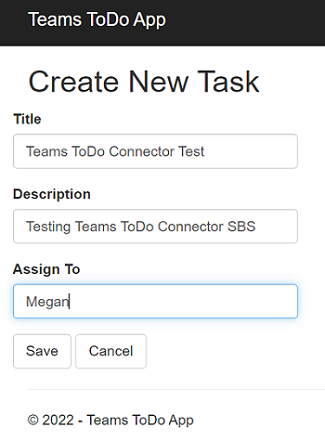 Teams ToDo App
Create New Task
Title
Teams ToDo Connector Test
Description
Testing Teams ToDo Connector SBS
Assign To
Megan
Save Cancel
© 2022 - Teams ToDo App